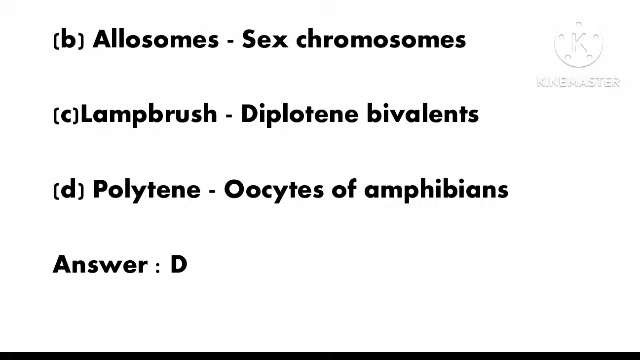 (b) Allosomes - Sex chromosomes
K
KINEMASTER
(c)Lampbrush - Diplotene bivalents
(d) Polytene - Oocytes of amphibians
Answer : D